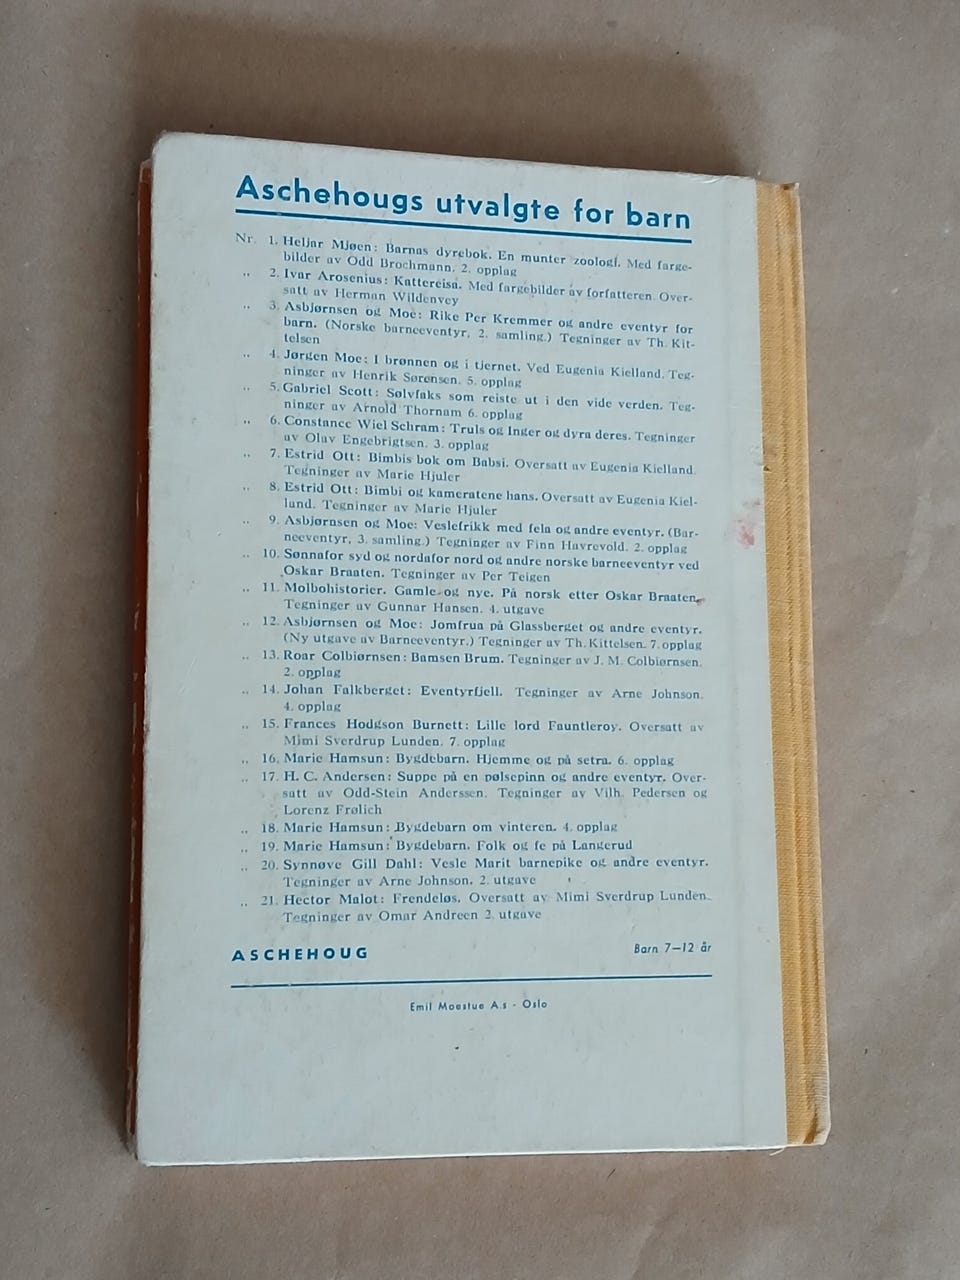 Aschehougs utvalgte for barn
Nr. 1. Heljar Mjøen: Barnas dyrebok. En munter zoologi. Med farge-
bilder av Odd Brochmann. 2. opplag
„ 2. Ivar Arosenius: Kattereisa. Med fargebilder av forfatteren. Over-
satt av Herman Wildenvey
„ 3. Asbjørnsen og Moe: Rike Per Kremmer og andre eventyr for
barn. (Norske barneeventyr, 2. samling.) Tegninger av Th. Kit-
telsen
„ 4. Jørgen Moe: I brønnen og i tjernet. Ved Eugenia Kielland. Teg-
ninger av Henrik Sørensen. 5. opplag
„ 5. Gabriel Scott: Sølvfaks som reiste ut i den vide verden. Teg-
ninger av Arnold Thornam 6. opplag
„ 6. Constance Wiel Schram: Truls og Inger og dyra deres. Tegninger
av Olav Engebrigtsen. 3. opplag
„ 7. Estrid Ott: Bimbis bok om Babsi. Oversatt av Eugenia Kielland.
Tegninger av Marie Hjuler
„ 8. Estrid Ott: Bimbi og kameratene hans. Oversatt av Eugenia Kiel-
land. Tegninger av Marie Hjuler
„ 9. Asbjørnsen og Moe: Veslefrikk med fela og andre eventyr. (Bar-
neeventyr, 3. samling.) Tegninger av Finn Havrevold. 2. opplag
„ 10. Sønnafor syd og nordafor nord og andre norske barneeventyr ved
Oskar Braaten. Tegninger av Per Teigen
„ 11. Molbohistorier. Gamle og nye. På norsk etter Oskar Braaten.
Tegninger av Gunnar Hansen. 4. utgave
„ 12. Asbjørnsen og Moe: Jomfrua på Glassberget og andre eventyr.
(Ny utgave av Barneeventyr.) Tegninger av Th. Kittelsen. 7. opplag
„ 13. Roar Colbiørnsen: Bamsen Brum. Tegninger av J. M. Colbiørnsen.
2. opplag
„ 14. Johan Falkberget: Eventyrfjell. Tegninger av Arne Johnson.
4. opplag
„ 15. Frances Hodgson Burnett: Lille lord Fauntleroy. Oversatt av
Mimi Sverdrup Lunden. 7. opplag
„ 16. Marie Hamsun: Bygdebarn. Hjemme og på setra. 6. opplag
„ 17. H. C. Andersen: Suppe på en pølsepinn og andre eventyr. Over-
satt av Odd-Stein Anderssen. Tegninger av Vilh. Pedersen og
Lorenz Frølich
„ 18. Marie Hamsun: Bygdebarn om vinteren. 4. opplag
„ 19. Marie Hamsun: Bygdebarn. Folk og fe på Langerud
„ 20. Synnøve Gill Dahl: Vesle Marit barnepike og andre eventyr.
Tegninger av Arne Johnson. 2. utgave
„ 21. Hector Malot: Frendeløs. Oversatt av Mimi Sverdrup Lunden.
Tegninger av Omar Andreen 2. utgave
ASCHEHOUG Barn 7–12 år
Emil Moestue A.s - Oslo